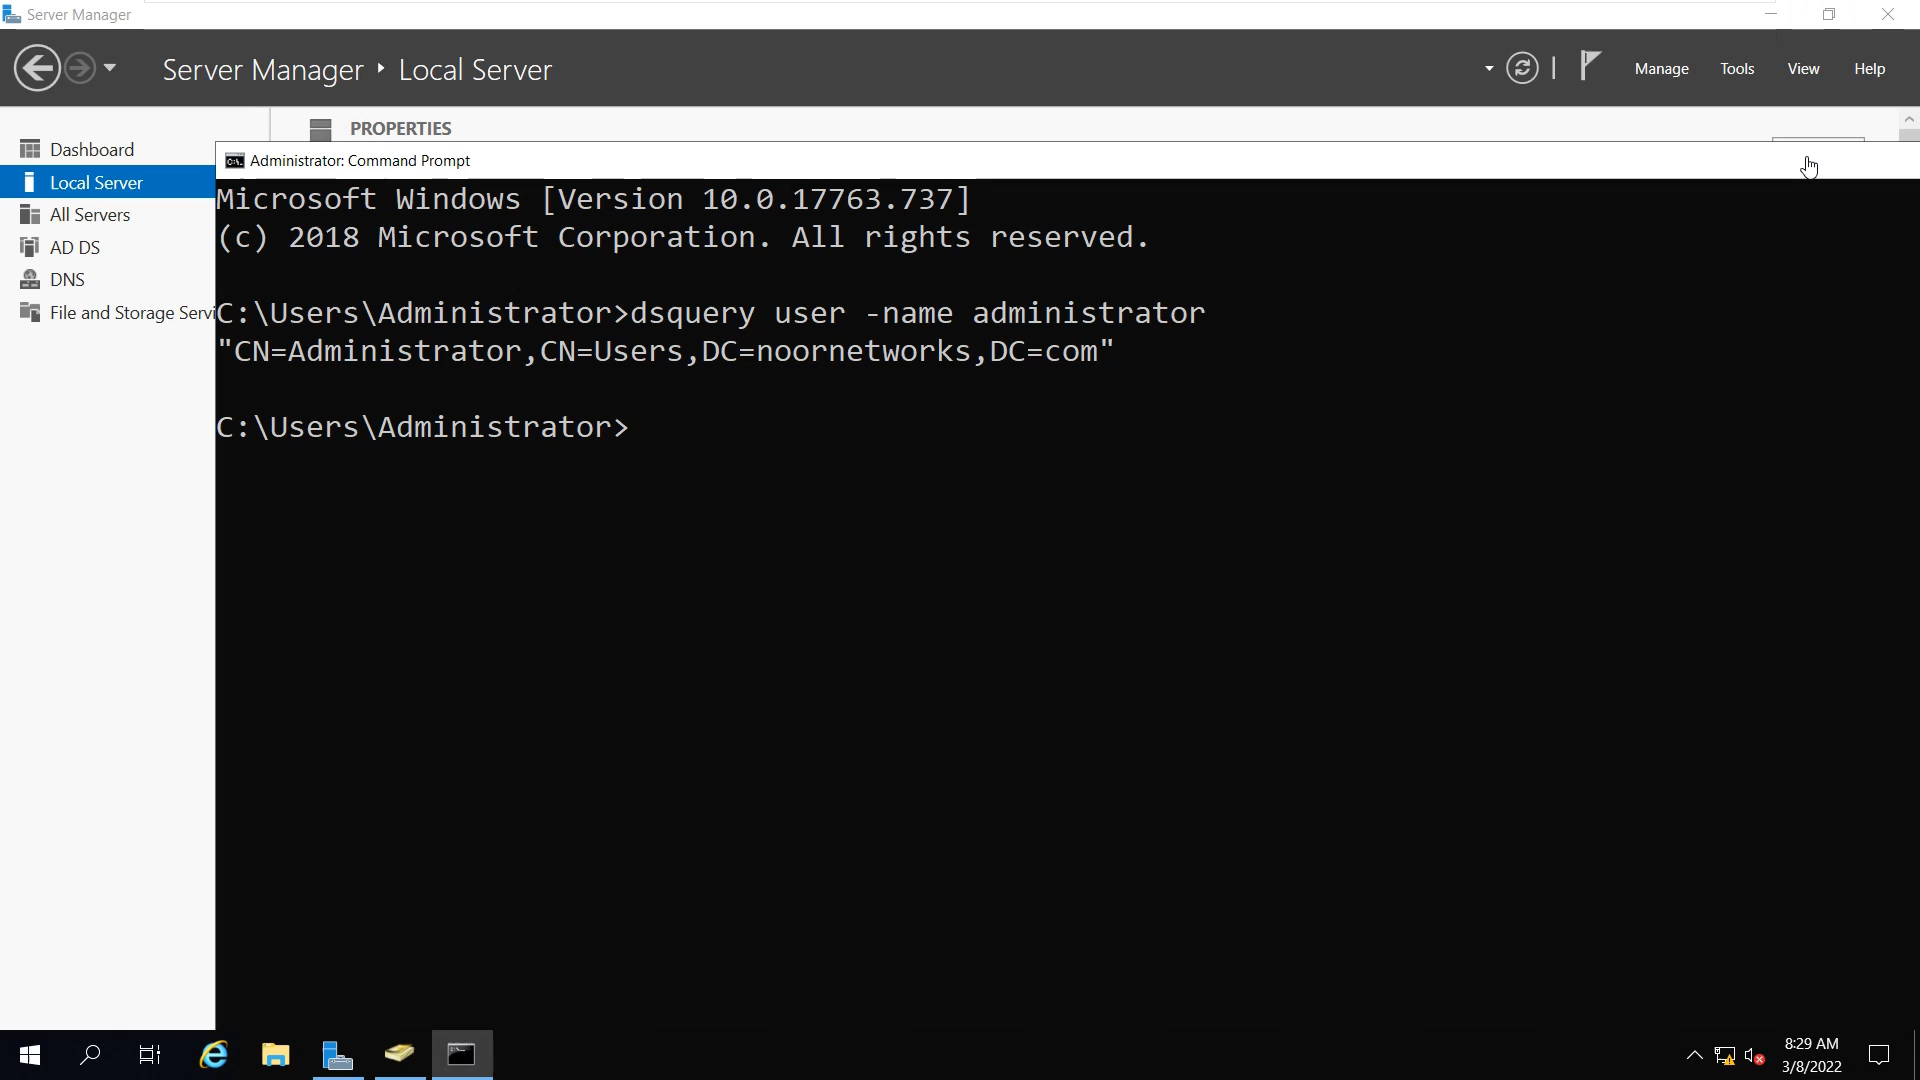 Server Manager
Server Manager ‣ Local Server
Manage Tools View Help
Dashboard
Local Server
All Servers
AD DS
DNS
File and Storage Servi
PROPERTIES
Administrator: Command Prompt
Microsoft Windows [Version 10.0.17763.737]
(c) 2018 Microsoft Corporation. All rights reserved.
C:\Users\Administrator>dsquery user -name administrator
"CN=Administrator,CN=Users,DC=noornetworks,DC=com"
C:\Users\Administrator>
8:29 AM
3/8/2022